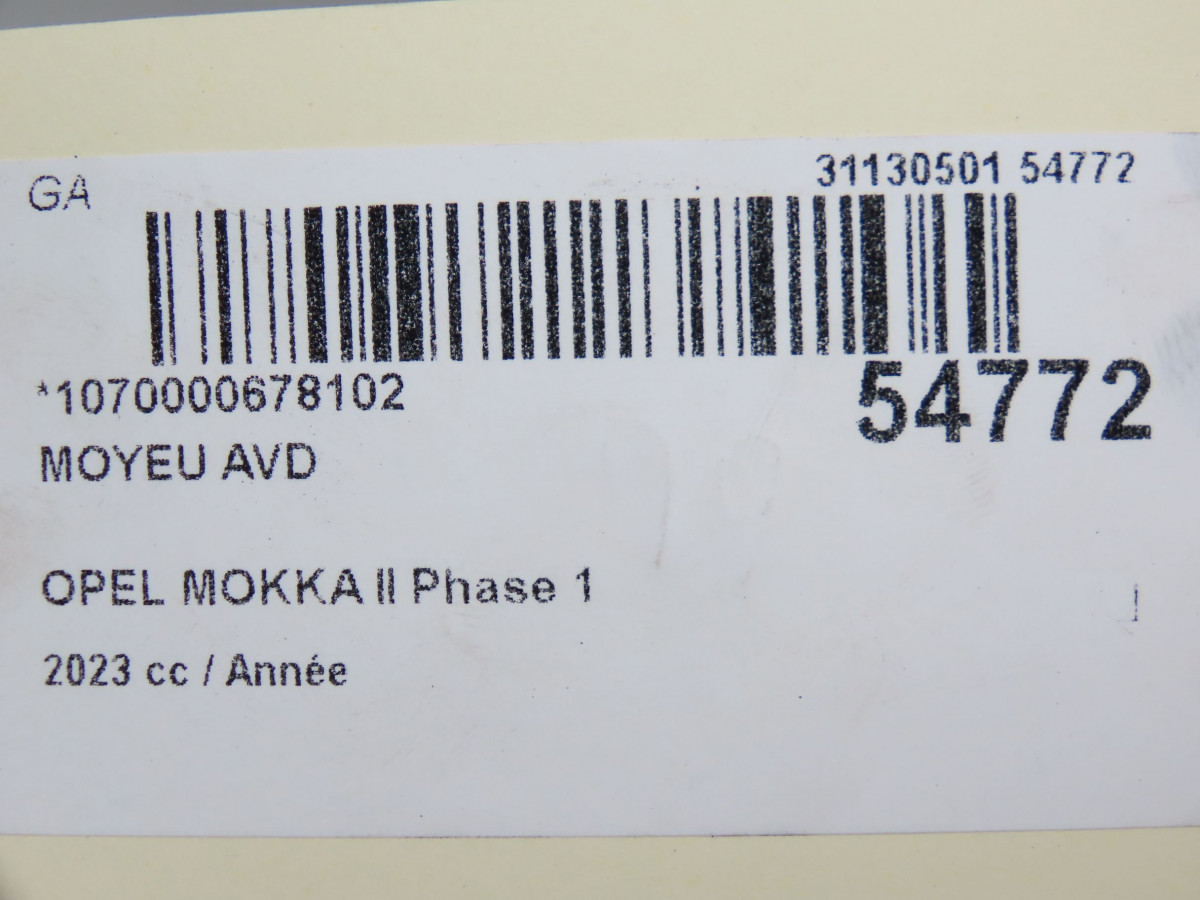 GA
31130501 54772
*1070000678102
54772
MOYEU AVD
OPEL MOKKA II Phase 1
2023 cc / Année